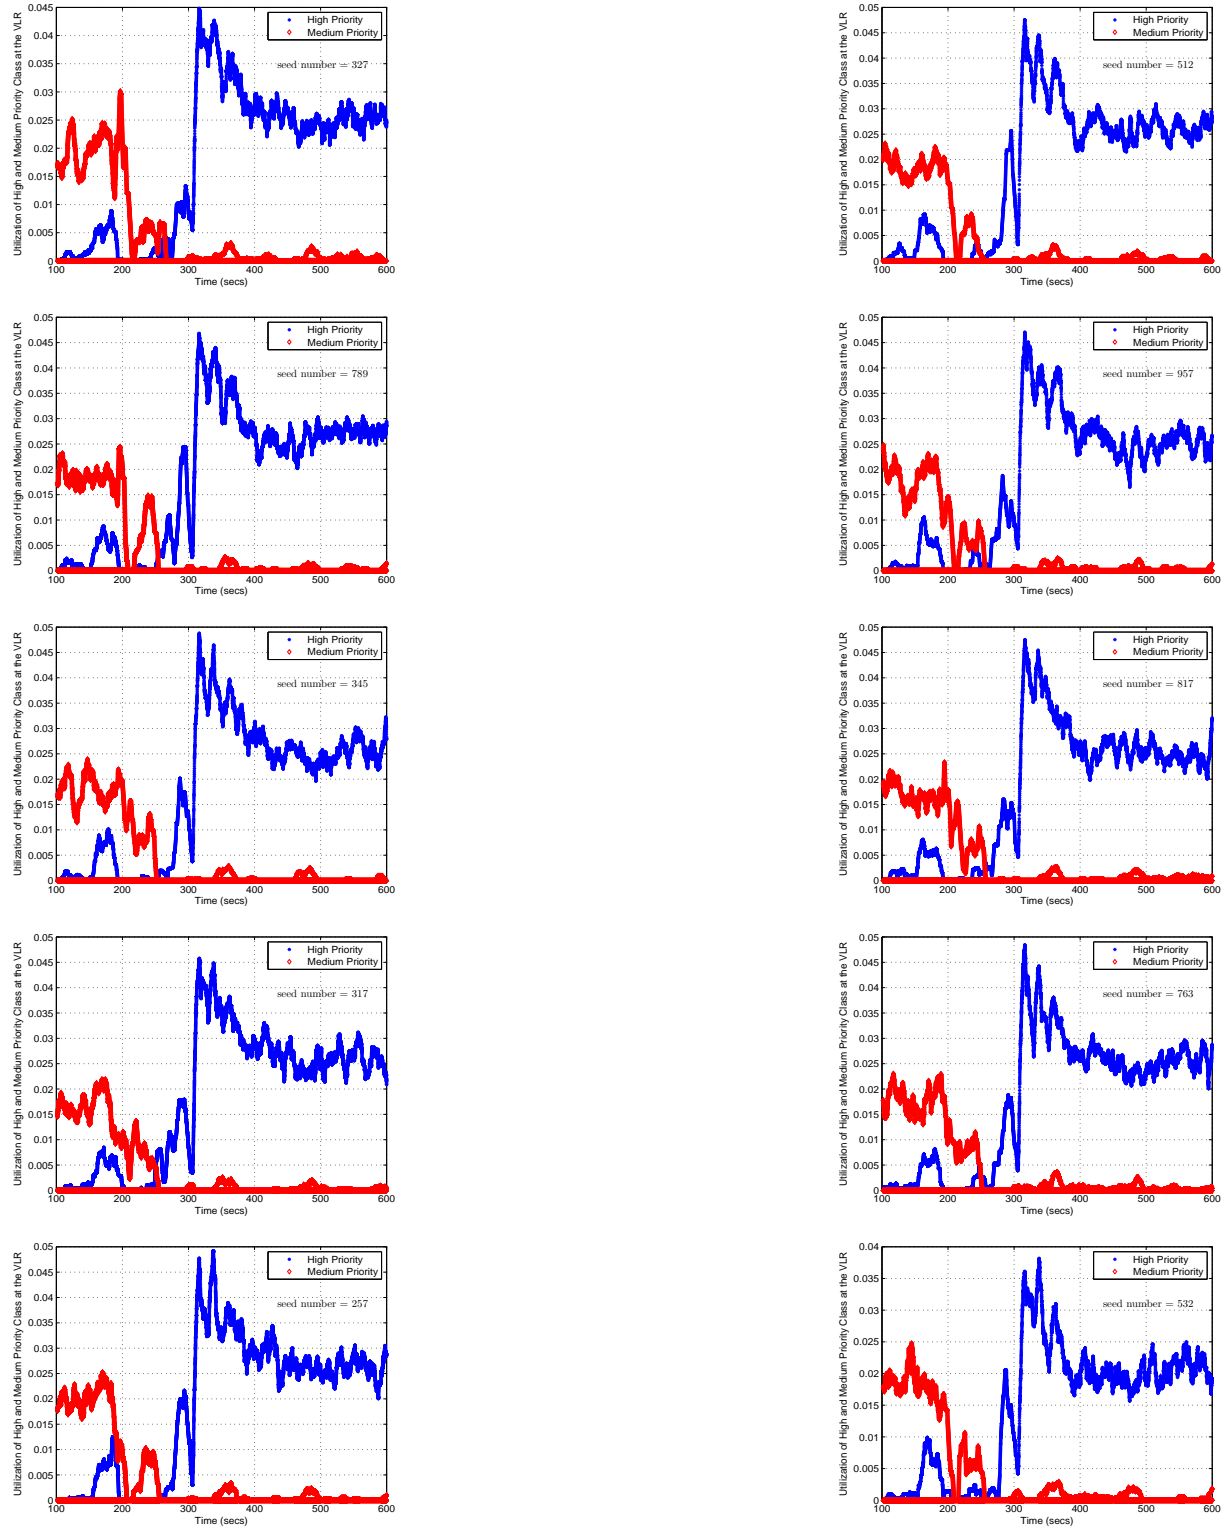 Utilization of High and Medium Priority Class at the VLR
0.045
0.04
0.035
0.03
0.025
0.02
0.015
0.01
0.005
0
100 200 300 400 500 600
Time (secs)
High Priority
Medium Priority
seed number = 327
Utilization of High and Medium Priority Class at the VLR
0.05
0.045
0.04
0.035
0.03
0.025
0.02
0.015
0.01
0.005
0
100 200 300 400 500 600
Time (secs)
High Priority
Medium Priority
seed number = 512
Utilization of High and Medium Priority Class at the VLR
0.05
0.045
0.04
0.035
0.03
0.025
0.02
0.015
0.01
0.005
0
100 200 300 400 500 600
Time (secs)
High Priority
Medium Priority
seed number = 789
Utilization of High and Medium Priority Class at the VLR
0.05
0.045
0.04
0.035
0.03
0.025
0.02
0.015
0.01
0.005
0
100 200 300 400 500 600
Time (secs)
High Priority
Medium Priority
seed number = 957
Utilization of High and Medium Priority Class at the VLR
0.05
0.045
0.04
0.035
0.03
0.025
0.02
0.015
0.01
0.005
0
100 200 300 400 500 600
Time (secs)
High Priority
Medium Priority
seed number = 345
Utilization of High and Medium Priority Class at the VLR
0.05
0.045
0.04
0.035
0.03
0.025
0.02
0.015
0.01
0.005
0
100 200 300 400 500 600
Time (secs)
High Priority
Medium Priority
seed number = 817
Utilization of High and Medium Priority Class at the VLR
0.05
0.045
0.04
0.035
0.03
0.025
0.02
0.015
0.01
0.005
0
100 200 300 400 500 600
Time (secs)
High Priority
Medium Priority
seed number = 317
Utilization of High and Medium Priority Class at the VLR
0.05
0.045
0.04
0.035
0.03
0.025
0.02
0.015
0.01
0.005
0
100 200 300 400 500 600
Time (secs)
High Priority
Medium Priority
seed number = 763
Utilization of High and Medium Priority Class at the VLR
0.05
0.045
0.04
0.035
0.03
0.025
0.02
0.015
0.01
0.005
0
100 200 300 400 500 600
Time (secs)
High Priority
Medium Priority
seed number = 257
Utilization of High and Medium Priority Class at the VLR
0.04
0.035
0.03
0.025
0.02
0.015
0.01
0.005
0
100 200 300 400 500 600
Time (secs)
High Priority
Medium Priority
seed number = 532